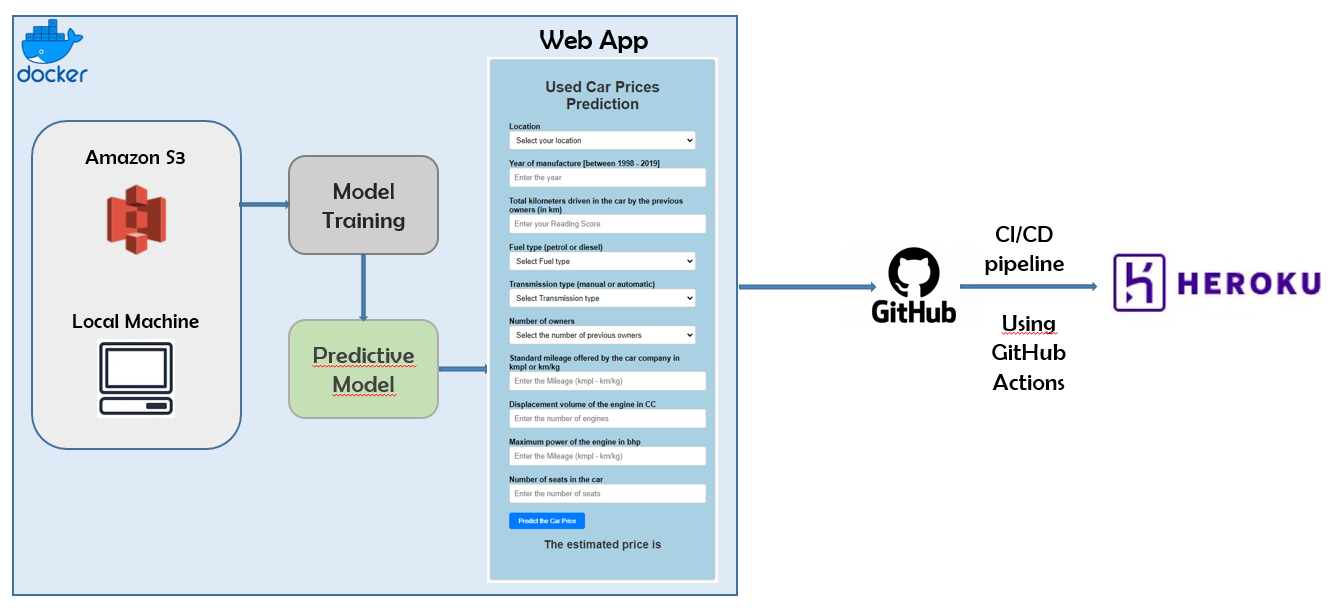 docker
Amazon S3
Local Machine
Model
Training
Predictive
Model
Web App
Used Car Prices
Prediction
Location
Select your location
Year of manufacture [between 1998 - 2019]
Enter the year
Total kilometers driven in the car by the previous
owners (in km)
Enter your Reading Score
Fuel type (petrol or diesel)
Select Fuel type
Transmission type (manual or automatic)
Select Transmission type
Number of owners
Select the number of previous owners
Standard mileage offered by the car company in
kmpl or km/kg
Enter the Mileage (kmpl - km/kg)
Displacement volume of the engine in CC
Enter the number of engines
Maximum power of the engine in bhp
Enter the Mileage (kmpl - km/kg)
Number of seats in the car
Enter the number of seats
Predict the Car Price
The estimated price is
GitHub
CI/CD
pipeline
Using
GitHub
Actions
HEROKU